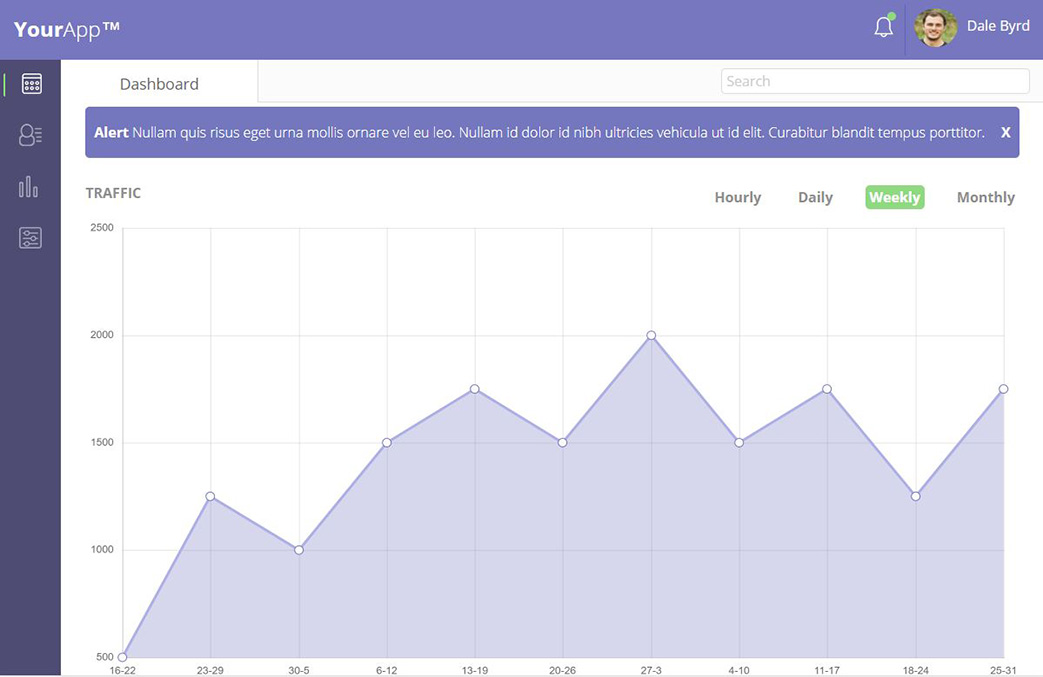 YourApp™
Dale Byrd
Dashboard
Search
Alert Nullam quis risus eget urna mollis ornare vel eu leo. Nullam id dolor id nibh ultricies vehicula ut id elit. Curabitur blandit tempus porttitor. X
TRAFFIC
Hourly Daily Weekly Monthly
2500
2000
1500
1000
500
16-22 23-29 30-5 6-12 13-19 20-26 27-3 4-10 11-17 18-24 25-31